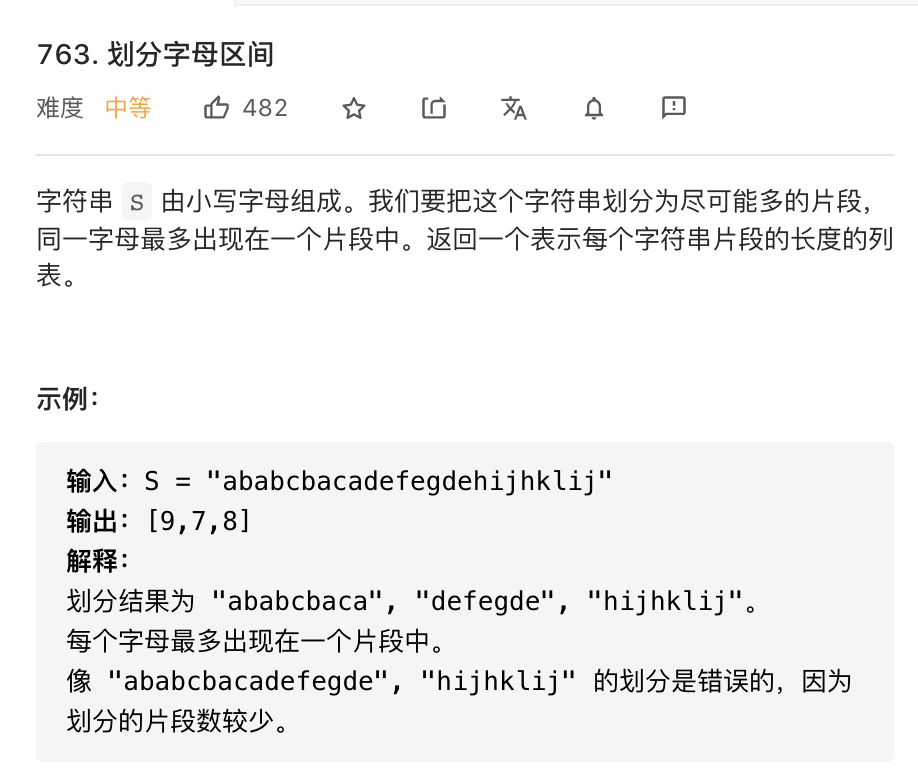 763. 划分字母区间
难度 中等 482
字符串 S 由小写字母组成。我们要把这个字符串划分为尽可能多的片段，
同一字母最多出现在一个片段中。返回一个表示每个字符串片段的长度的列
表。
示例：
输入：S = "ababcbacadefegdehijhklij"
输出：[9,7,8]
解释：
划分结果为 "ababcbaca", "defegde", "hijhklij"。
每个字母最多出现在一个片段中。
像 "ababcbacadefegde", "hijhklij" 的划分是错误的，因为
划分的片段数较少。